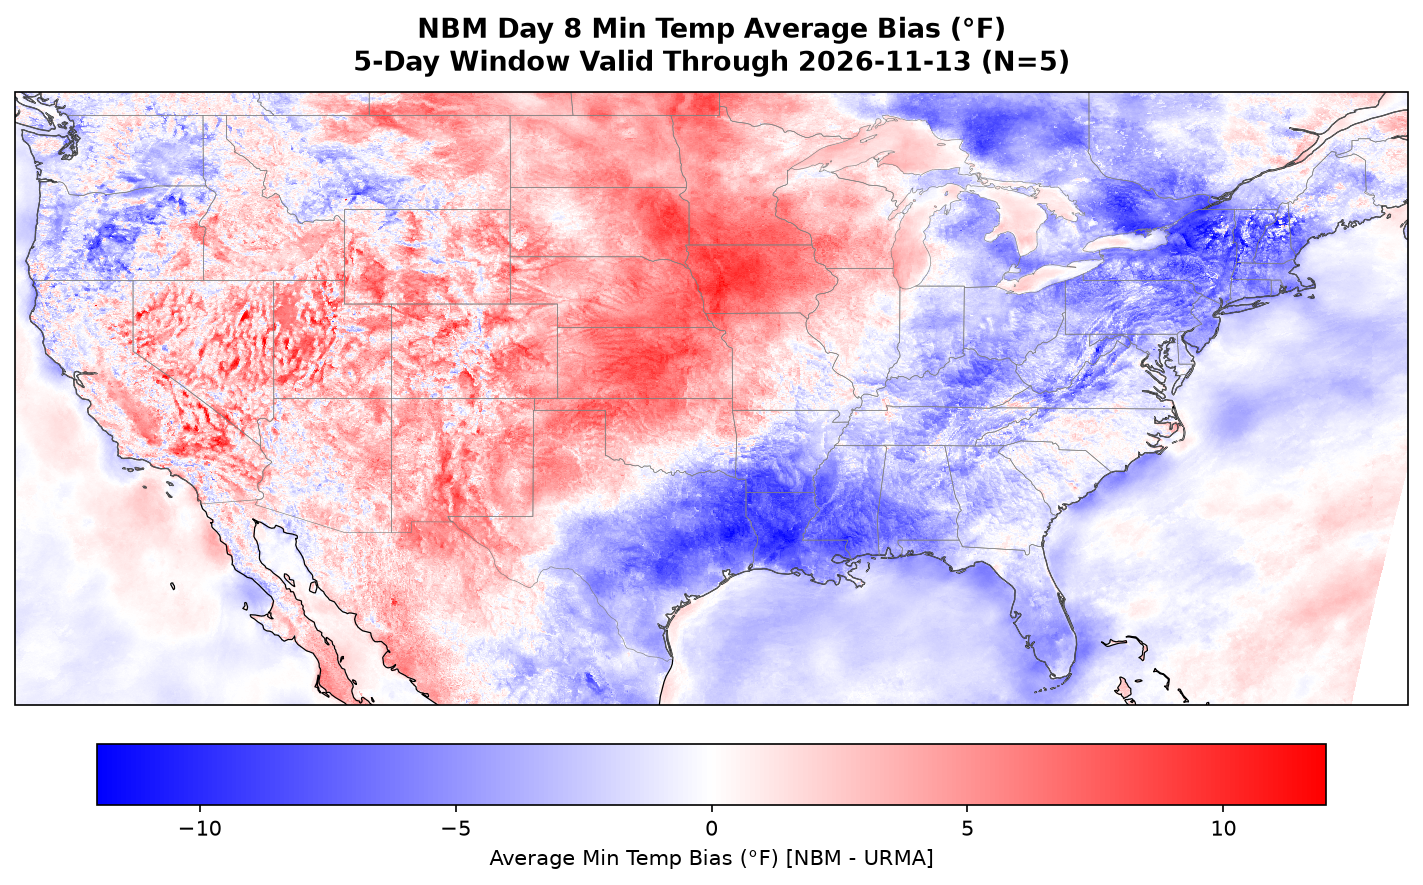 NBM Day 8 Min Temp Average Bias (°F)
5-Day Window Valid Through 2026-11-13 (N=5)
−10 −5 0 5 10
Average Min Temp Bias (°F) [NBM - URMA]